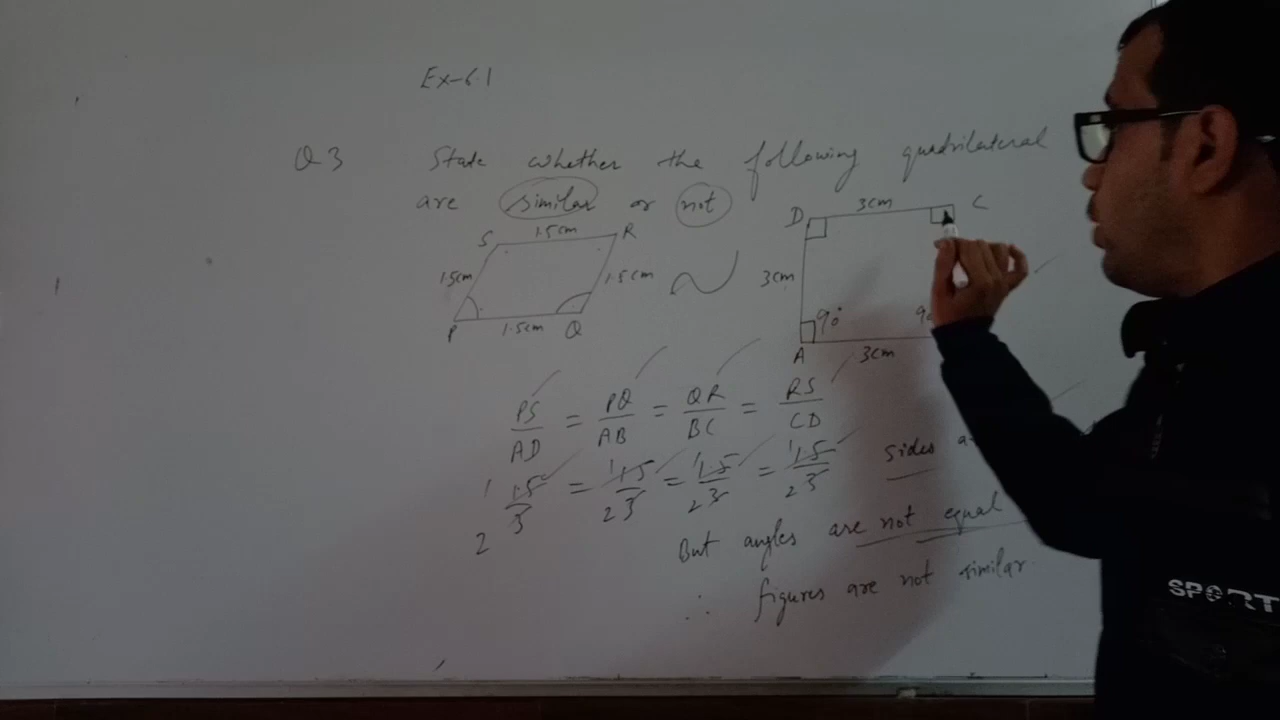 Ex-6.1
Q3 State whether the following quadrilateral
are similar or not
S 1.5cm R
1.5cm 1.5cm
P 1.5cm Q
D 3cm C
3cm
90°
A 3cm
PS/AD = PQ/AB = QR/BC = RS/CD
1.5/3 = 1.5/3 = 1.5/3 = 1.5/3
1 1 1 1
2 2 2 2
sides
But angles are not equal
∴ figures are not similar.
SPORT